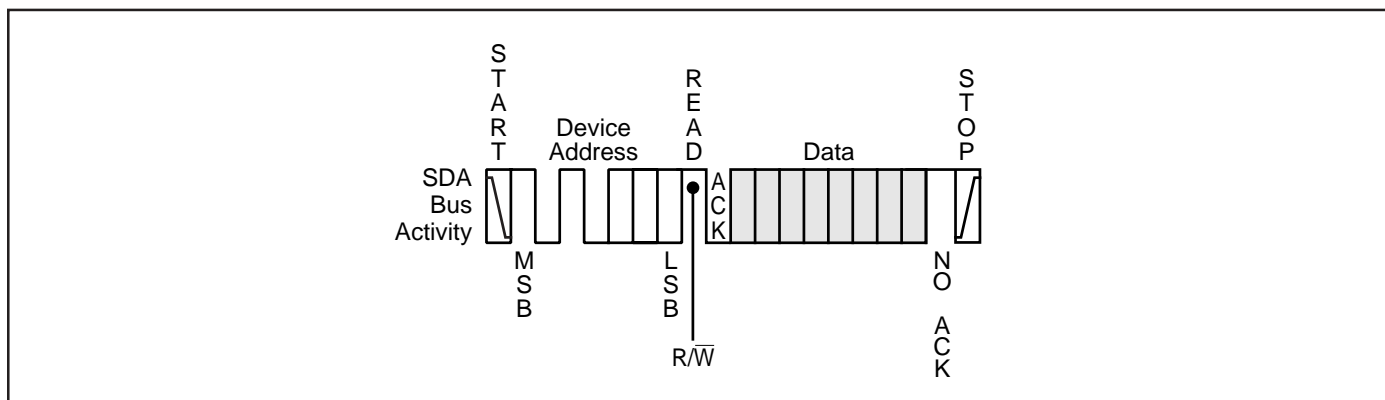 START
Device
Address
READ
Data
STOP
SDA
Bus
Activity
ACK
MSB
LSB
NO ACK
R/W̅